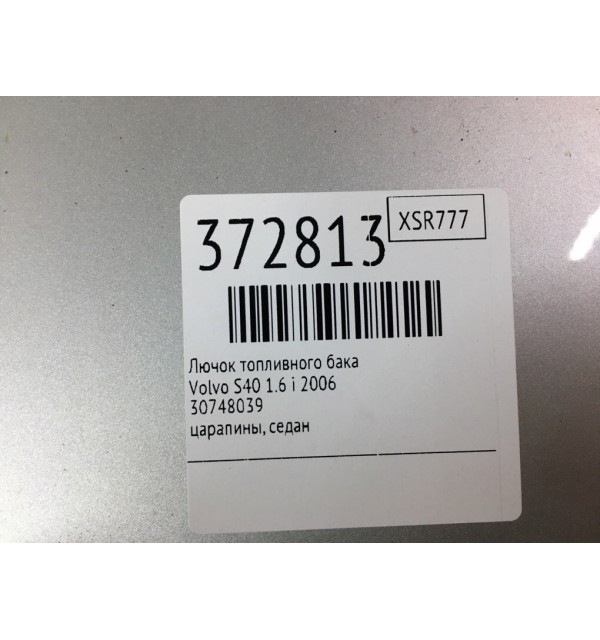 372813
XSR777
Лючок топливного бака
Volvo S40 1.6 i 2006
30748039
царапины, седан